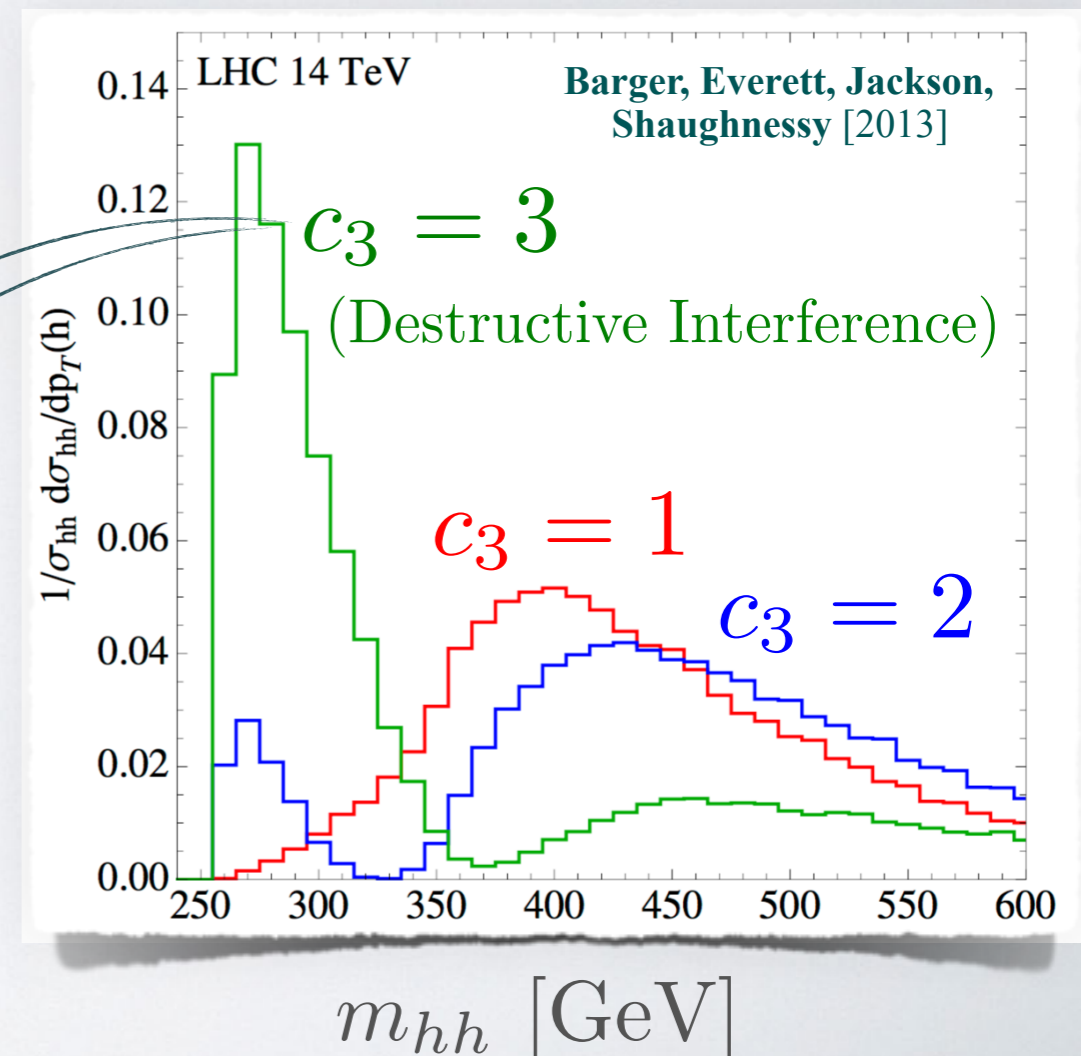 LHC 14 TeV
Barger, Everett, Jackson,
Shaughnessy [2013]
c₃ = 3
(Destructive Interference)
c₃ = 1
c₃ = 2
1/σhh dσhh/dpT(h)
0.14
0.12
0.10
0.08
0.06
0.04
0.02
0.00
250 300 350 400 450 500 550 600
mhh [GeV]